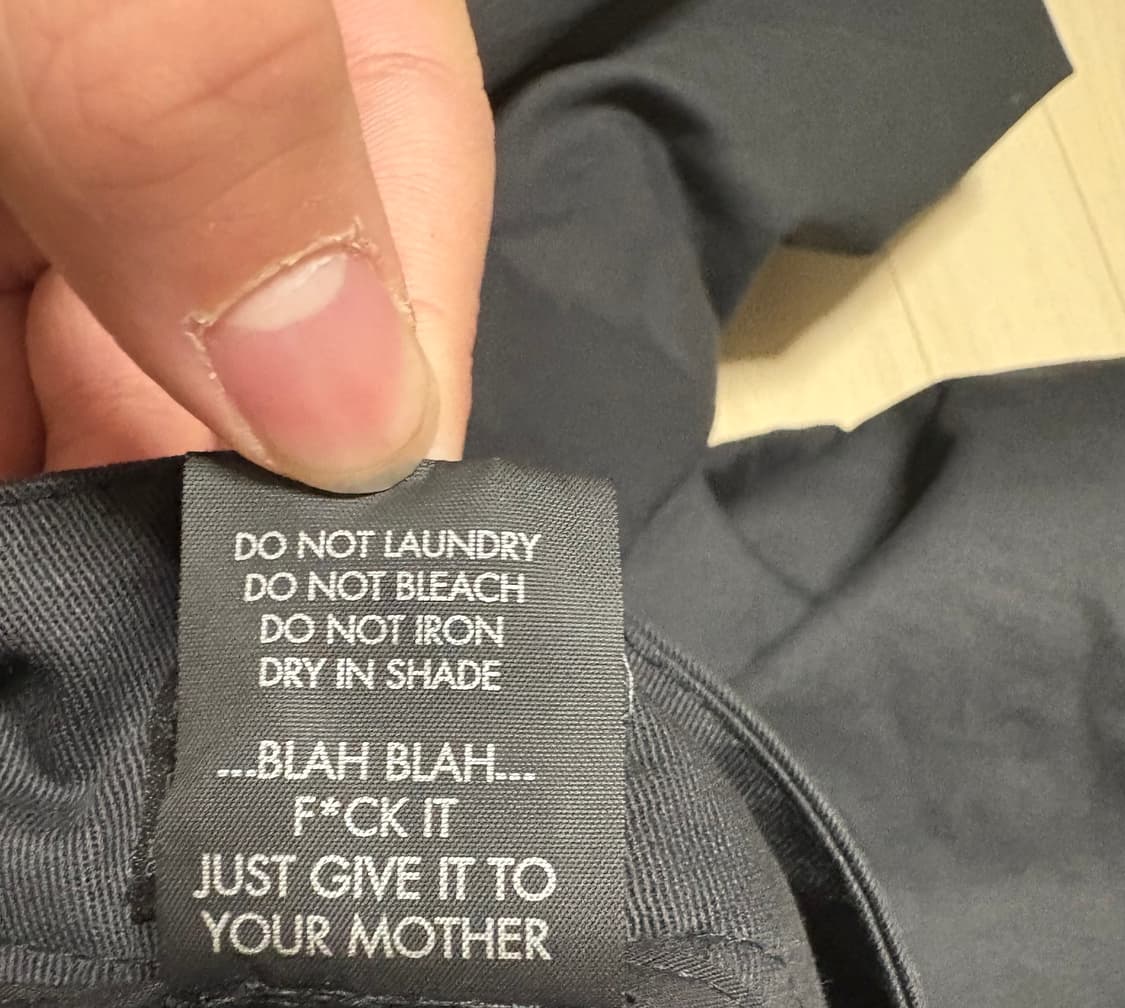 DO NOT LAUNDRY
DO NOT BLEACH
DO NOT IRON
DRY IN SHADE
...BLAH BLAH...
F*CK IT
JUST GIVE IT TO
YOUR MOTHER